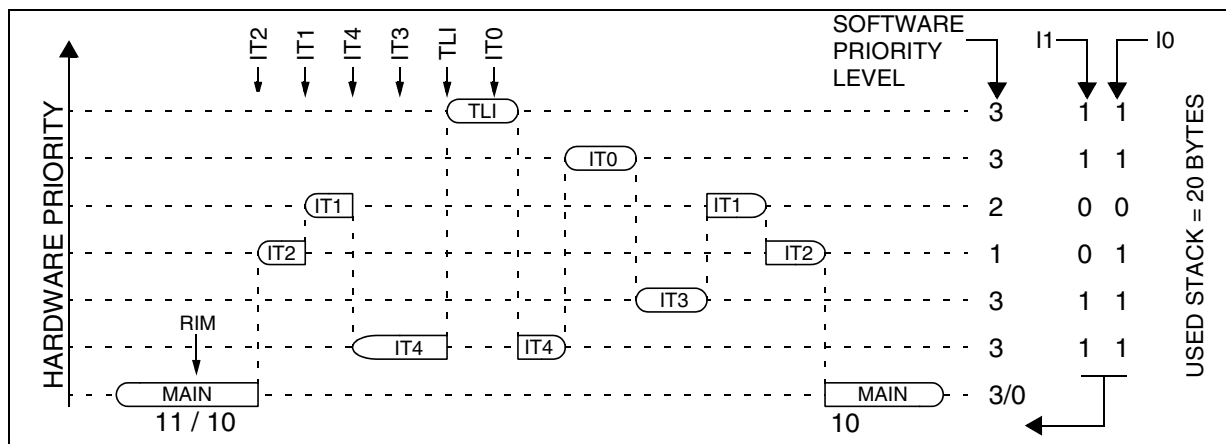 HARDWARE PRIORITY
IT2
IT1
IT4
IT3
TLI
IT0
SOFTWARE
PRIORITY
LEVEL
I1
I0
USED STACK = 20 BYTES
TLI
3
1 1
IT0
3
1 1
IT1
IT1
2
0 0
IT2
IT2
1
0 1
IT3
3
1 1
RIM
IT4
IT4
3
1 1
MAIN
MAIN
3/0
11 / 10
10